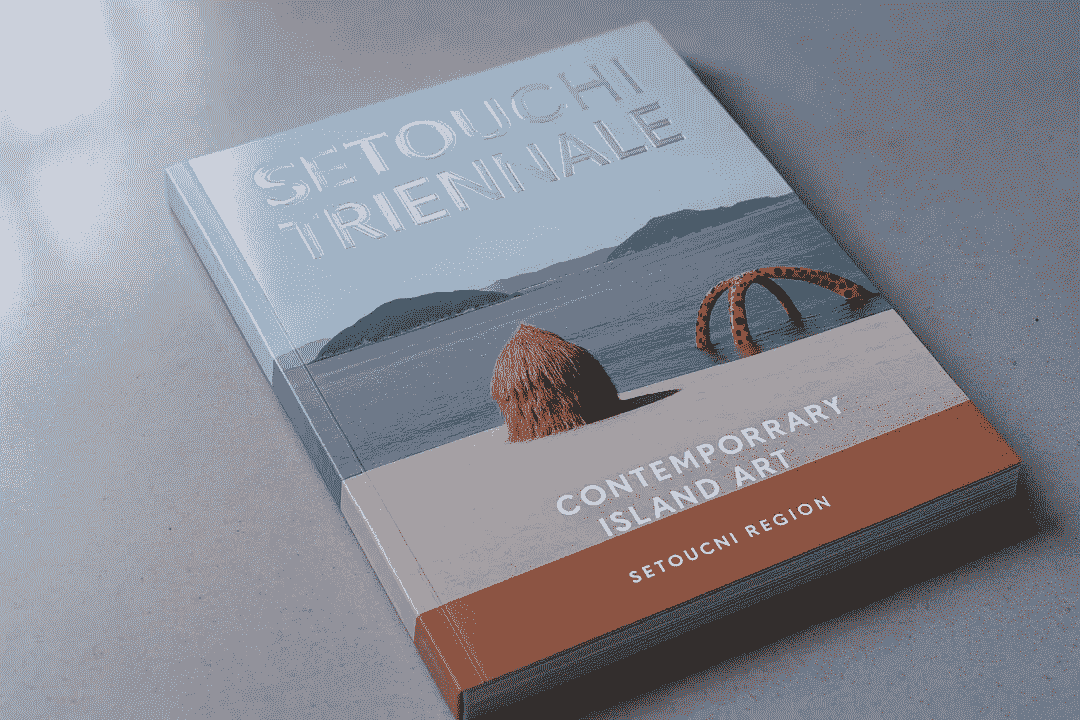 SETOUCHI
TRIENNALE
CONTEMPORRARY
ISLAND ART
SETOUCNI REGION